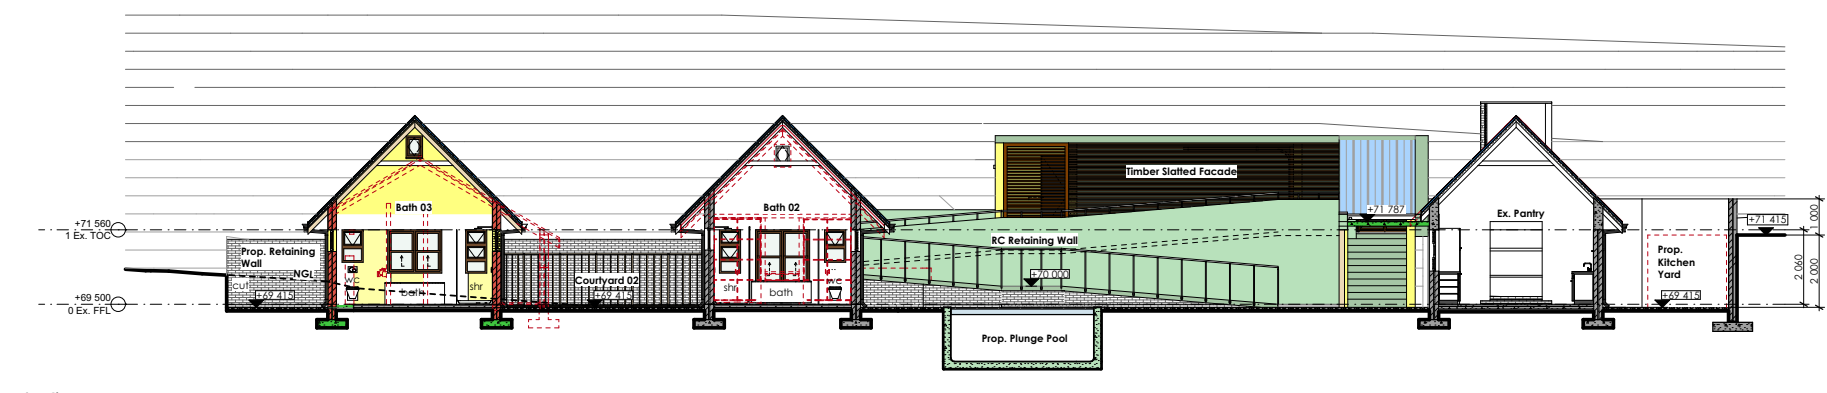 Timber Slatted Facade
Bath 03
Bath 02
+71 787
Ex. Pantry
+71 560
1 Ex. TOC
+71 415
1 000
RC Retaining Wall
Prop. Retaining
Wall
NGL
Prop.
Kitchen
Yard
+70 000
2 060
2 000
wc
cut
bath
shr
Courtyard 02
shr
bath
wc
+69 500
0 Ex. FFL
+69 415
+69 415
+69 415
Prop. Plunge Pool